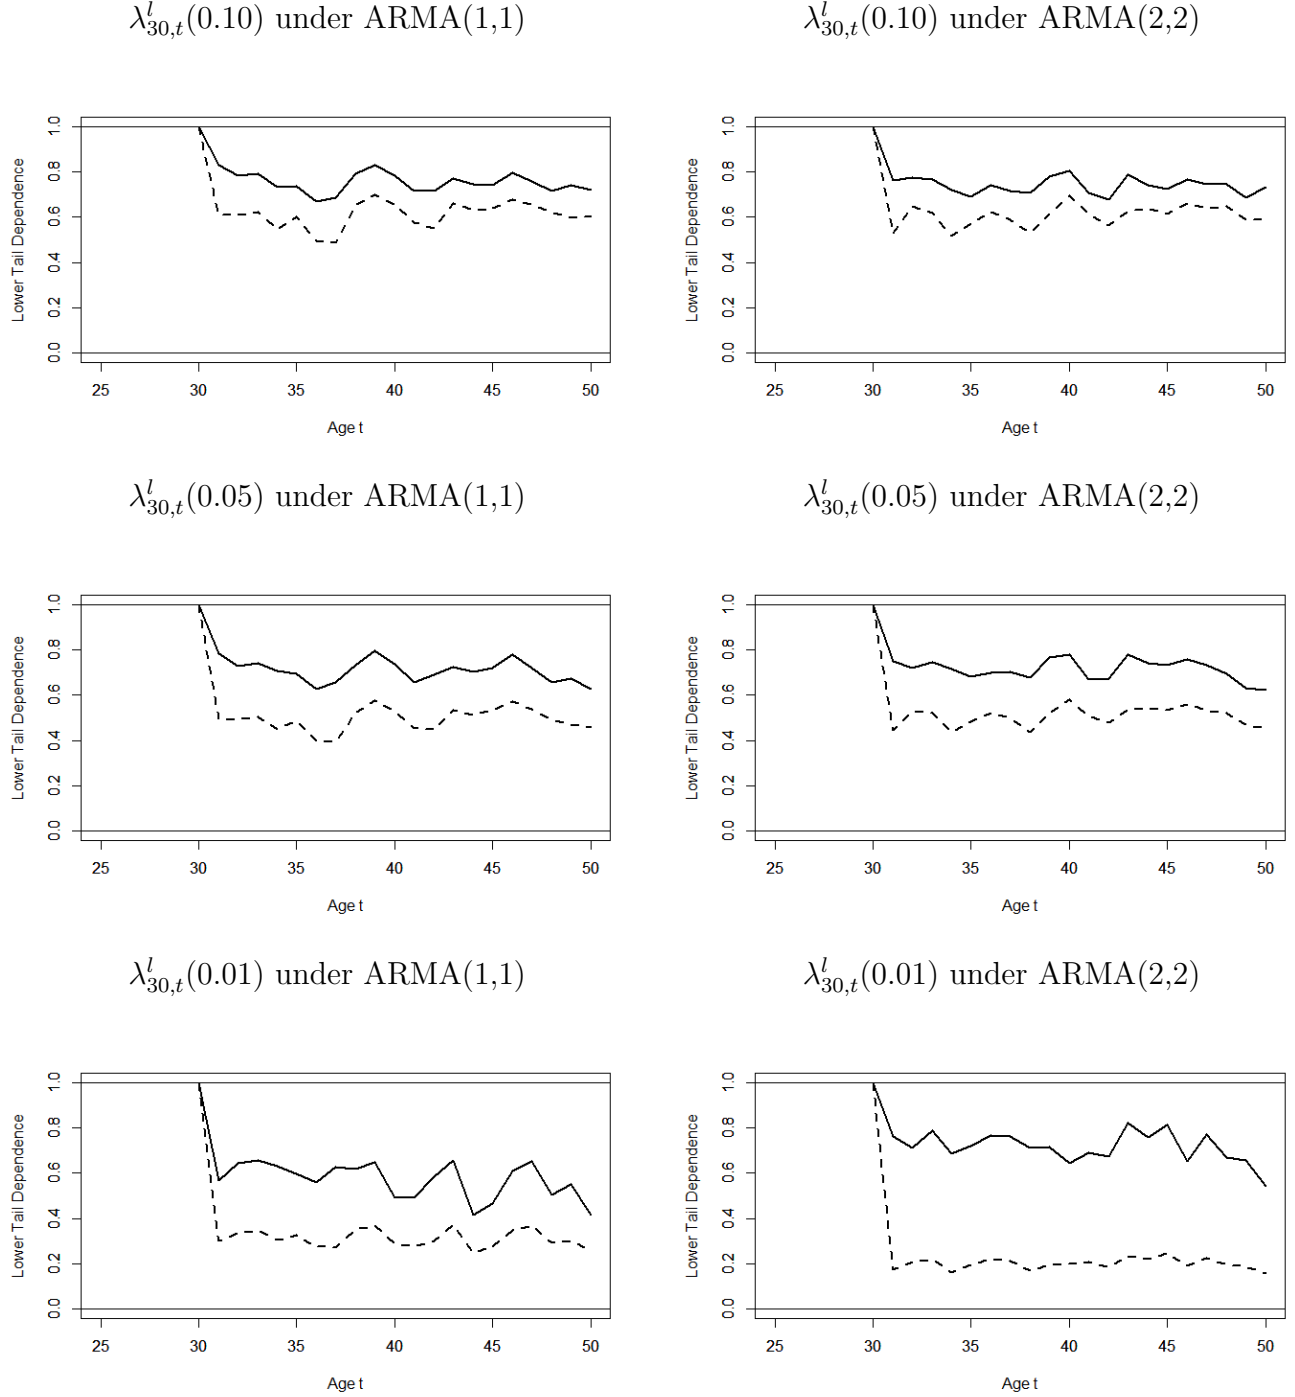 λ^l_{30,t}(0.10) under ARMA(1,1)
λ^l_{30,t}(0.10) under ARMA(2,2)
Lower Tail Dependence
0.0 0.2 0.4 0.6 0.8 1.0
25 30 35 40 45 50
Age t
Lower Tail Dependence
0.0 0.2 0.4 0.6 0.8 1.0
25 30 35 40 45 50
Age t
λ^l_{30,t}(0.05) under ARMA(1,1)
λ^l_{30,t}(0.05) under ARMA(2,2)
Lower Tail Dependence
0.0 0.2 0.4 0.6 0.8 1.0
25 30 35 40 45 50
Age t
Lower Tail Dependence
0.0 0.2 0.4 0.6 0.8 1.0
25 30 35 40 45 50
Age t
λ^l_{30,t}(0.01) under ARMA(1,1)
λ^l_{30,t}(0.01) under ARMA(2,2)
Lower Tail Dependence
0.0 0.2 0.4 0.6 0.8 1.0
25 30 35 40 45 50
Age t
Lower Tail Dependence
0.0 0.2 0.4 0.6 0.8 1.0
25 30 35 40 45 50
Age t